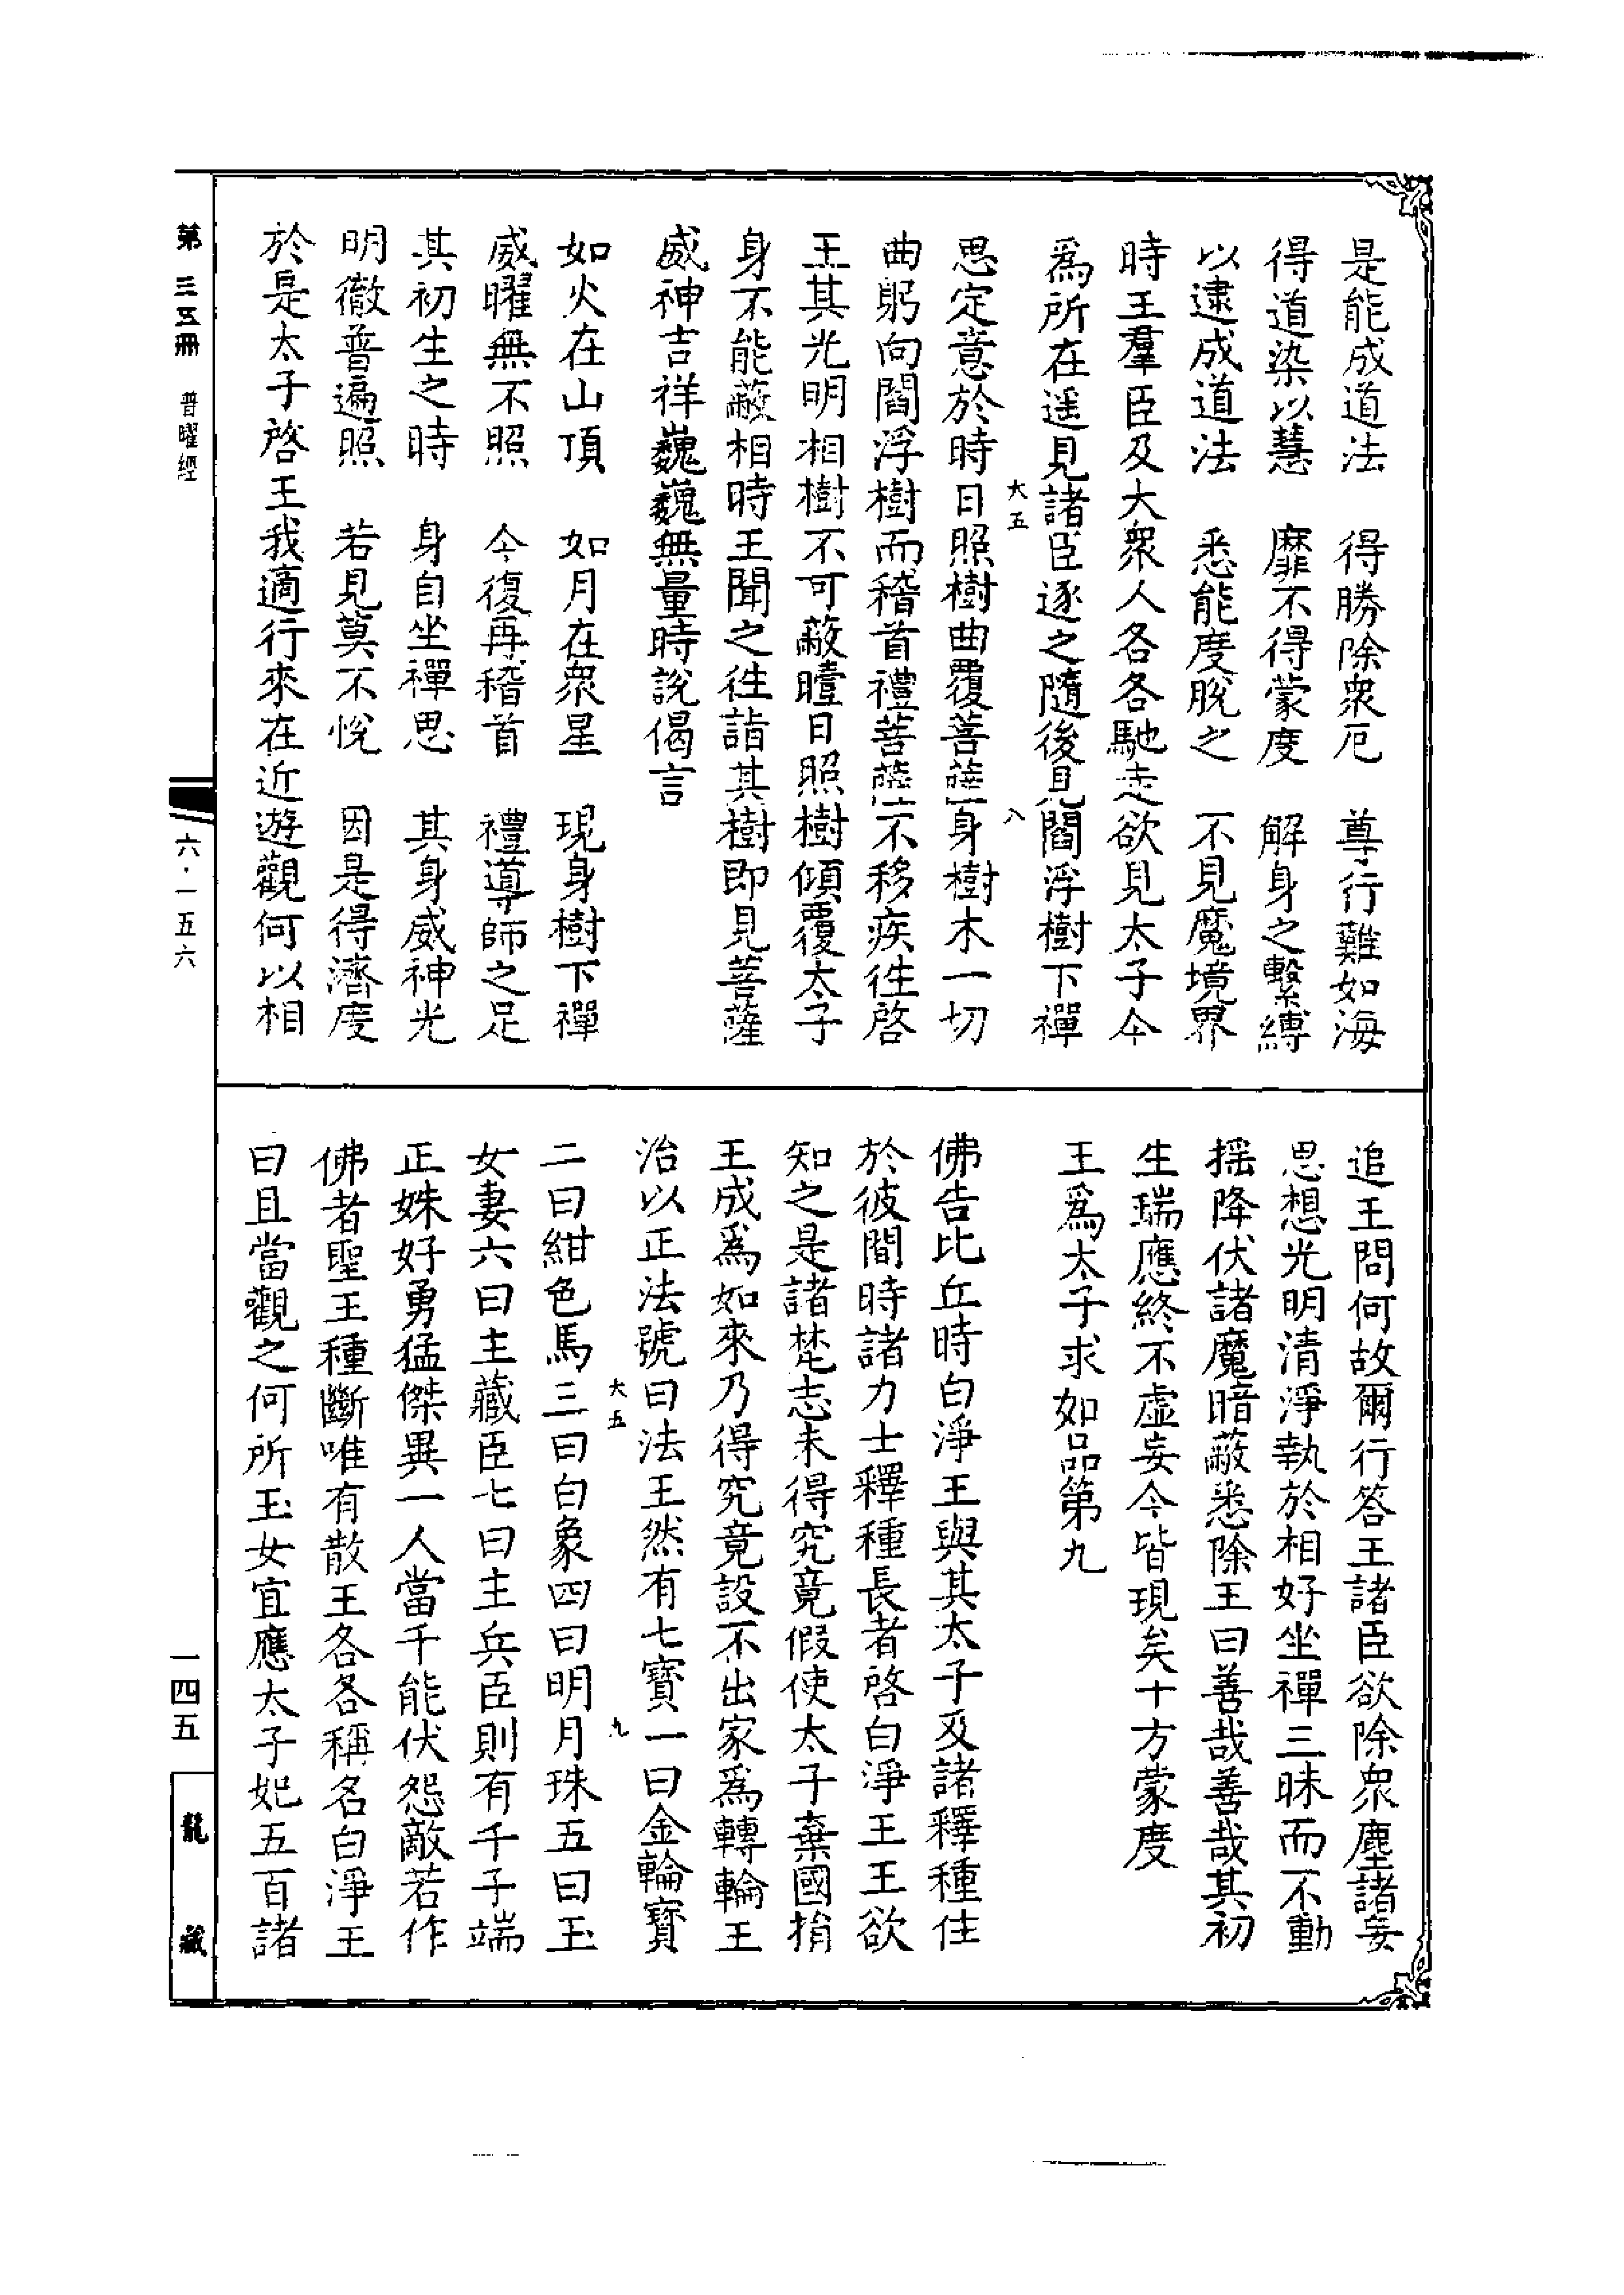 是能成道法　得勝除衆厄　尊行難如海
得道染以慧　靡不得蒙度　解身之繫縛
以逮成道法　悉能度脫之　不見魔境界
時王羣臣及大衆人各各馳走欲見太子今
爲所在遥見諸臣逐之隨後見閻浮樹下禪
大五　八
思定意於時日照樹曲覆菩薩身樹木一切
曲躬向閻浮樹而稽首禮菩薩不移疾徃啓
王其光明相樹不可蔽曀日照樹傾覆太子
身不能蔽相時王聞之徃詣其樹即見菩薩
威神吉祥巍巍無量時說偈言
如火在山頂　如月在衆星　現身樹下禪
威曜無不照　今復再稽首　禮導師之足
其初生之時　身自坐禪思　其身威神光
明徹普遍照　若見莫不悅　因是得濟度
於是太子啓王我適行來在近遊觀何以相
追王問何故爾行答王諸臣欲除衆塵諸妄
思想光明清淨執於相好坐禪三昧而不動
摇降伏諸魔暗蔽悉除王曰善哉善哉其初
生瑞應終不虛妄今皆現矣十方蒙度
王爲太子求妃品第九
佛告比丘時白淨王與其太子及諸釋種住
於彼間時諸力士釋種長者啓白淨王王欲
知之是諸梵志未得究竟假使太子棄國捐
王成爲如來乃得究竟設不出家爲轉輪王
治以正法號曰法王然有七寶一曰金輪寶
大五　九
二曰紺色馬三曰白象四曰明月珠五曰玉
女妻六曰主藏臣七曰主兵臣則有千子端
正姝好勇猛傑異一人當千能伏怨敵若作
佛者聖王種斷唯有散王各各稱名白淨王
曰且當觀之何所玉女宜應太子妃五百諸
第三五冊　普曜經
六·一五六
一四五
龍藏